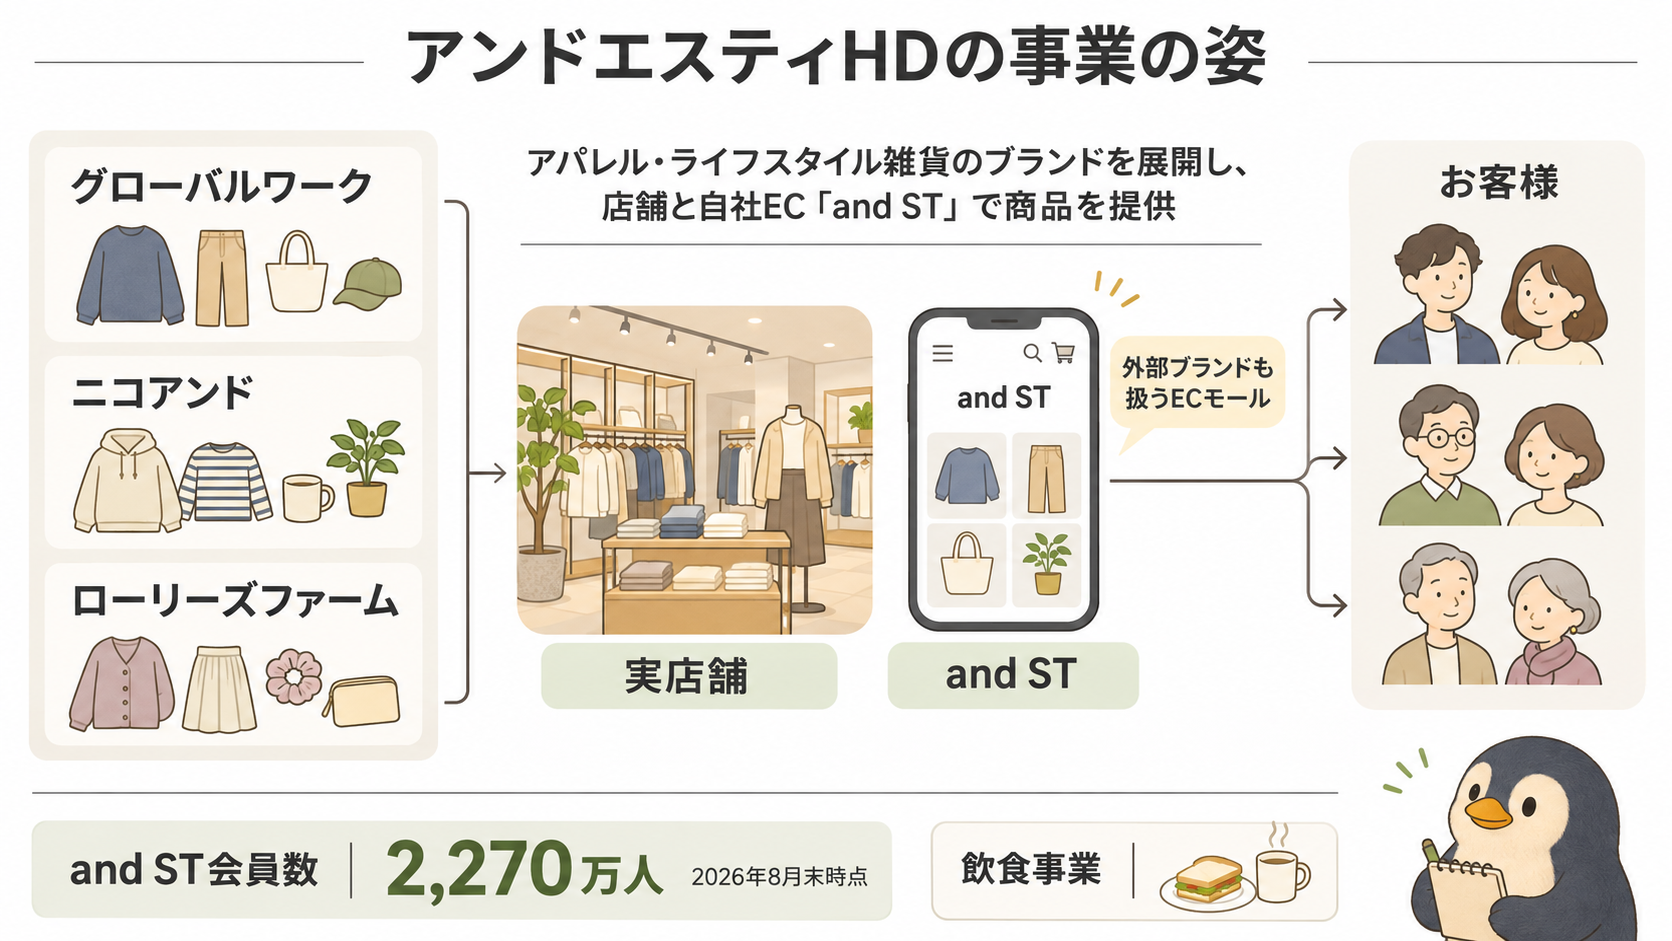 アンドエスティHDの事業の姿
グローバルワーク
ニコアンド
ローリーズファーム
アパレル・ライフスタイル雑貨のブランドを展開し、
店舗と自社EC「and ST」で商品を提供
and ST
外部ブランドも
扱うECモール
実店舗
and ST
お客様
and ST会員数
2,270万人
2026年8月末時点
飲食事業